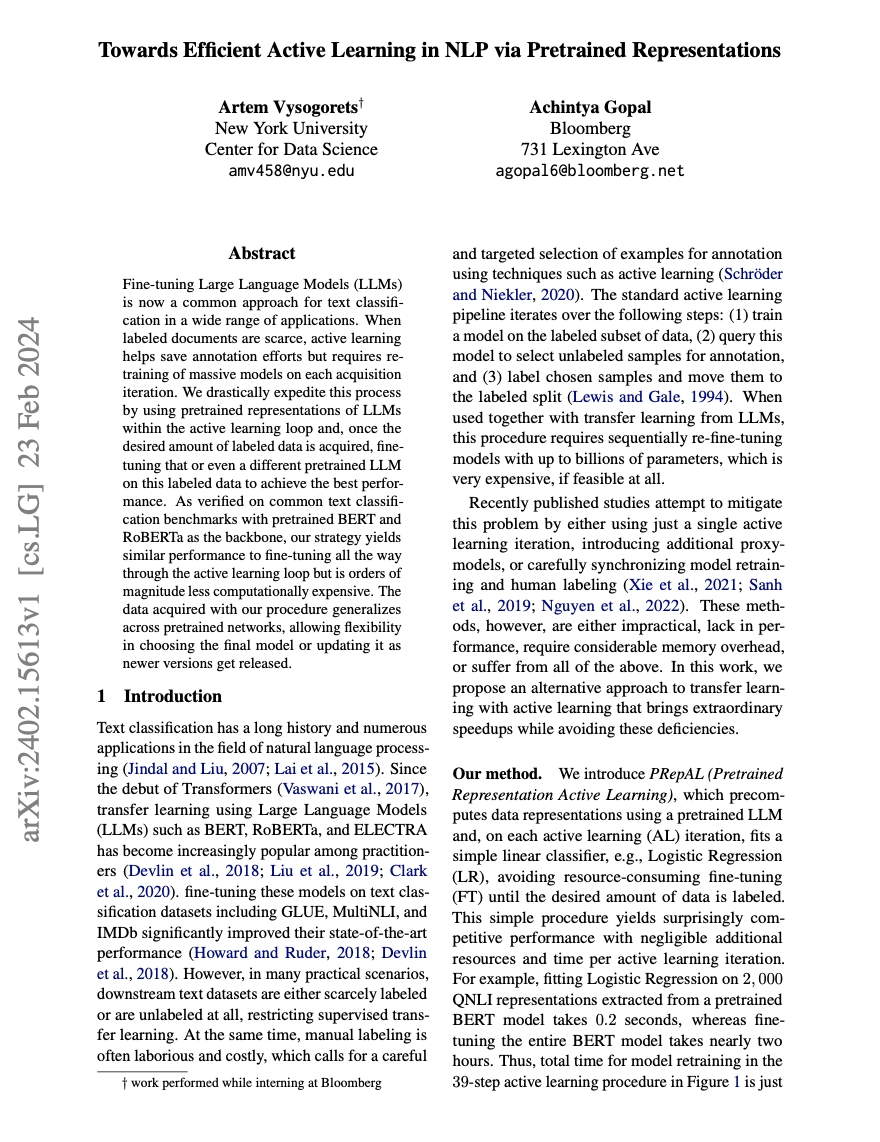 Towards Efficient Active Learning in NLP via Pretrained Representations
Artem Vysogorets†
New York University
Center for Data Science
amv458@nyu.edu
Achintya Gopal
Bloomberg
731 Lexington Ave
agopal6@bloomberg.net
arXiv:2402.15613v1 [cs.LG] 23 Feb 2024
Abstract
Fine-tuning Large Language Models (LLMs)
is now a common approach for text classifi-
cation in a wide range of applications. When
labeled documents are scarce, active learning
helps save annotation efforts but requires re-
training of massive models on each acquisition
iteration. We drastically expedite this process
by using pretrained representations of LLMs
within the active learning loop and, once the
desired amount of labeled data is acquired, fine-
tuning that or even a different pretrained LLM
on this labeled data to achieve the best perfor-
mance. As verified on common text classifi-
cation benchmarks with pretrained BERT and
RoBERTa as the backbone, our strategy yields
similar performance to fine-tuning all the way
through the active learning loop but is orders of
magnitude less computationally expensive. The
data acquired with our procedure generalizes
across pretrained networks, allowing flexibility
in choosing the final model or updating it as
newer versions get released.
1 Introduction
Text classification has a long history and numerous
applications in the field of natural language process-
ing (Jindal and Liu, 2007; Lai et al., 2015). Since
the debut of Transformers (Vaswani et al., 2017),
transfer learning using Large Language Models
(LLMs) such as BERT, RoBERTa, and ELECTRA
has become increasingly popular among practition-
ers (Devlin et al., 2018; Liu et al., 2019; Clark
et al., 2020). fine-tuning these models on text clas-
sification datasets including GLUE, MultiNLI, and
IMDb significantly improved their state-of-the-art
performance (Howard and Ruder, 2018; Devlin
et al., 2018). However, in many practical scenarios,
downstream text datasets are either scarcely labeled
or are unlabeled at all, restricting supervised trans-
fer learning. At the same time, manual labeling is
often laborious and costly, which calls for a careful
† work performed while interning at Bloomberg
and targeted selection of examples for annotation
using techniques such as active learning (Schröder
and Niekler, 2020). The standard active learning
pipeline iterates over the following steps: (1) train
a model on the labeled subset of data, (2) query this
model to select unlabeled samples for annotation,
and (3) label chosen samples and move them to
the labeled split (Lewis and Gale, 1994). When
used together with transfer learning from LLMs,
this procedure requires sequentially re-fine-tuning
models with up to billions of parameters, which is
very expensive, if feasible at all.
Recently published studies attempt to mitigate
this problem by either using just a single active
learning iteration, introducing additional proxy-
models, or carefully synchronizing model retrain-
ing and human labeling (Xie et al., 2021; Sanh
et al., 2019; Nguyen et al., 2022). These meth-
ods, however, are either impractical, lack in per-
formance, require considerable memory overhead,
or suffer from all of the above. In this work, we
propose an alternative approach to transfer learn-
ing with active learning that brings extraordinary
speedups while avoiding these deficiencies.
Our method. We introduce PRepAL (Pretrained
Representation Active Learning), which precom-
putes data representations using a pretrained LLM
and, on each active learning (AL) iteration, fits a
simple linear classifier, e.g., Logistic Regression
(LR), avoiding resource-consuming fine-tuning
(FT) until the desired amount of data is labeled.
This simple procedure yields surprisingly com-
petitive performance with negligible additional
resources and time per active learning iteration.
For example, fitting Logistic Regression on 2, 000
QNLI representations extracted from a pretrained
BERT model takes 0.2 seconds, whereas fine-
tuning the entire BERT model takes nearly two
hours. Thus, total time for model retraining in the
39-step active learning procedure in Figure 1 is just